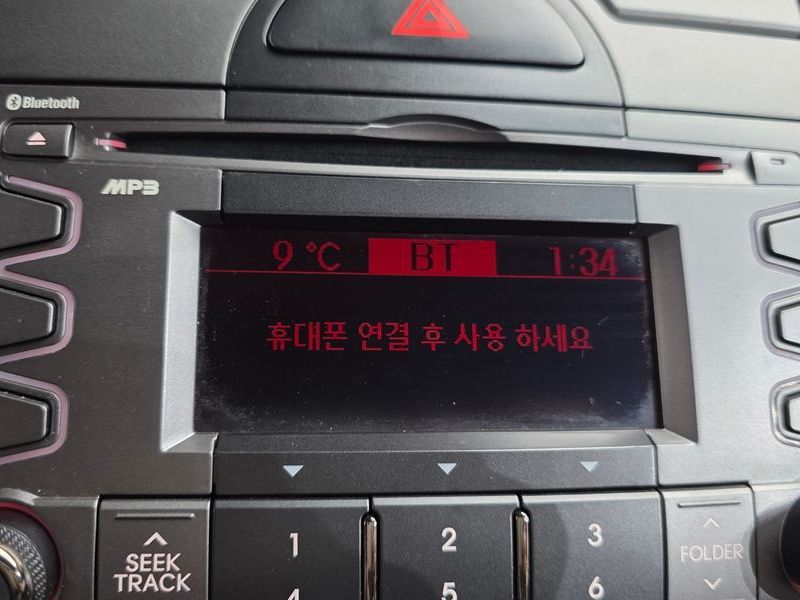 Bluetooth
MP3
9 °C BT 1:34
휴대폰 연결 후 사용 하세요
SEEK
TRACK
1 2 3
FOLDER
4 5 6